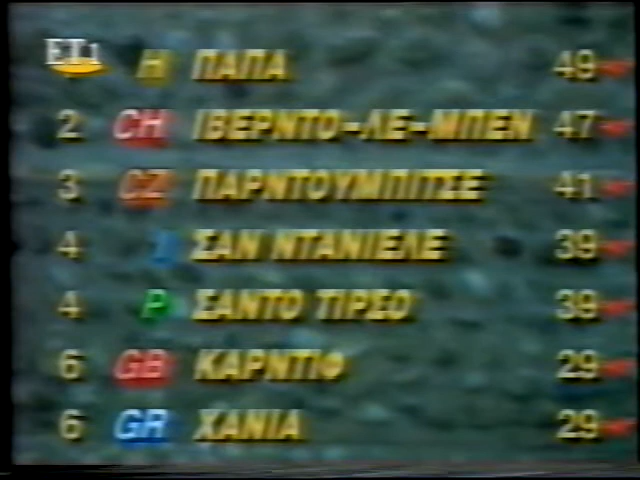 ET1
H ΠΑΠΑ 49
2 CH ΙΒΕΡΝΤΟ-ΛΕ-ΜΠΕΝ 47
3 CZ ΠΑΡΝΤΟΥΜΠΙΤΣΕ 41
4 I ΣΑΝ ΝΤΑΝΙΕΛΕ 39
4 P ΣΑΝΤΟ ΤΙΡΣΟ 39
6 GB ΚΑΡΝΤΙΦ 29
6 GR ΧΑΝΙΑ 29